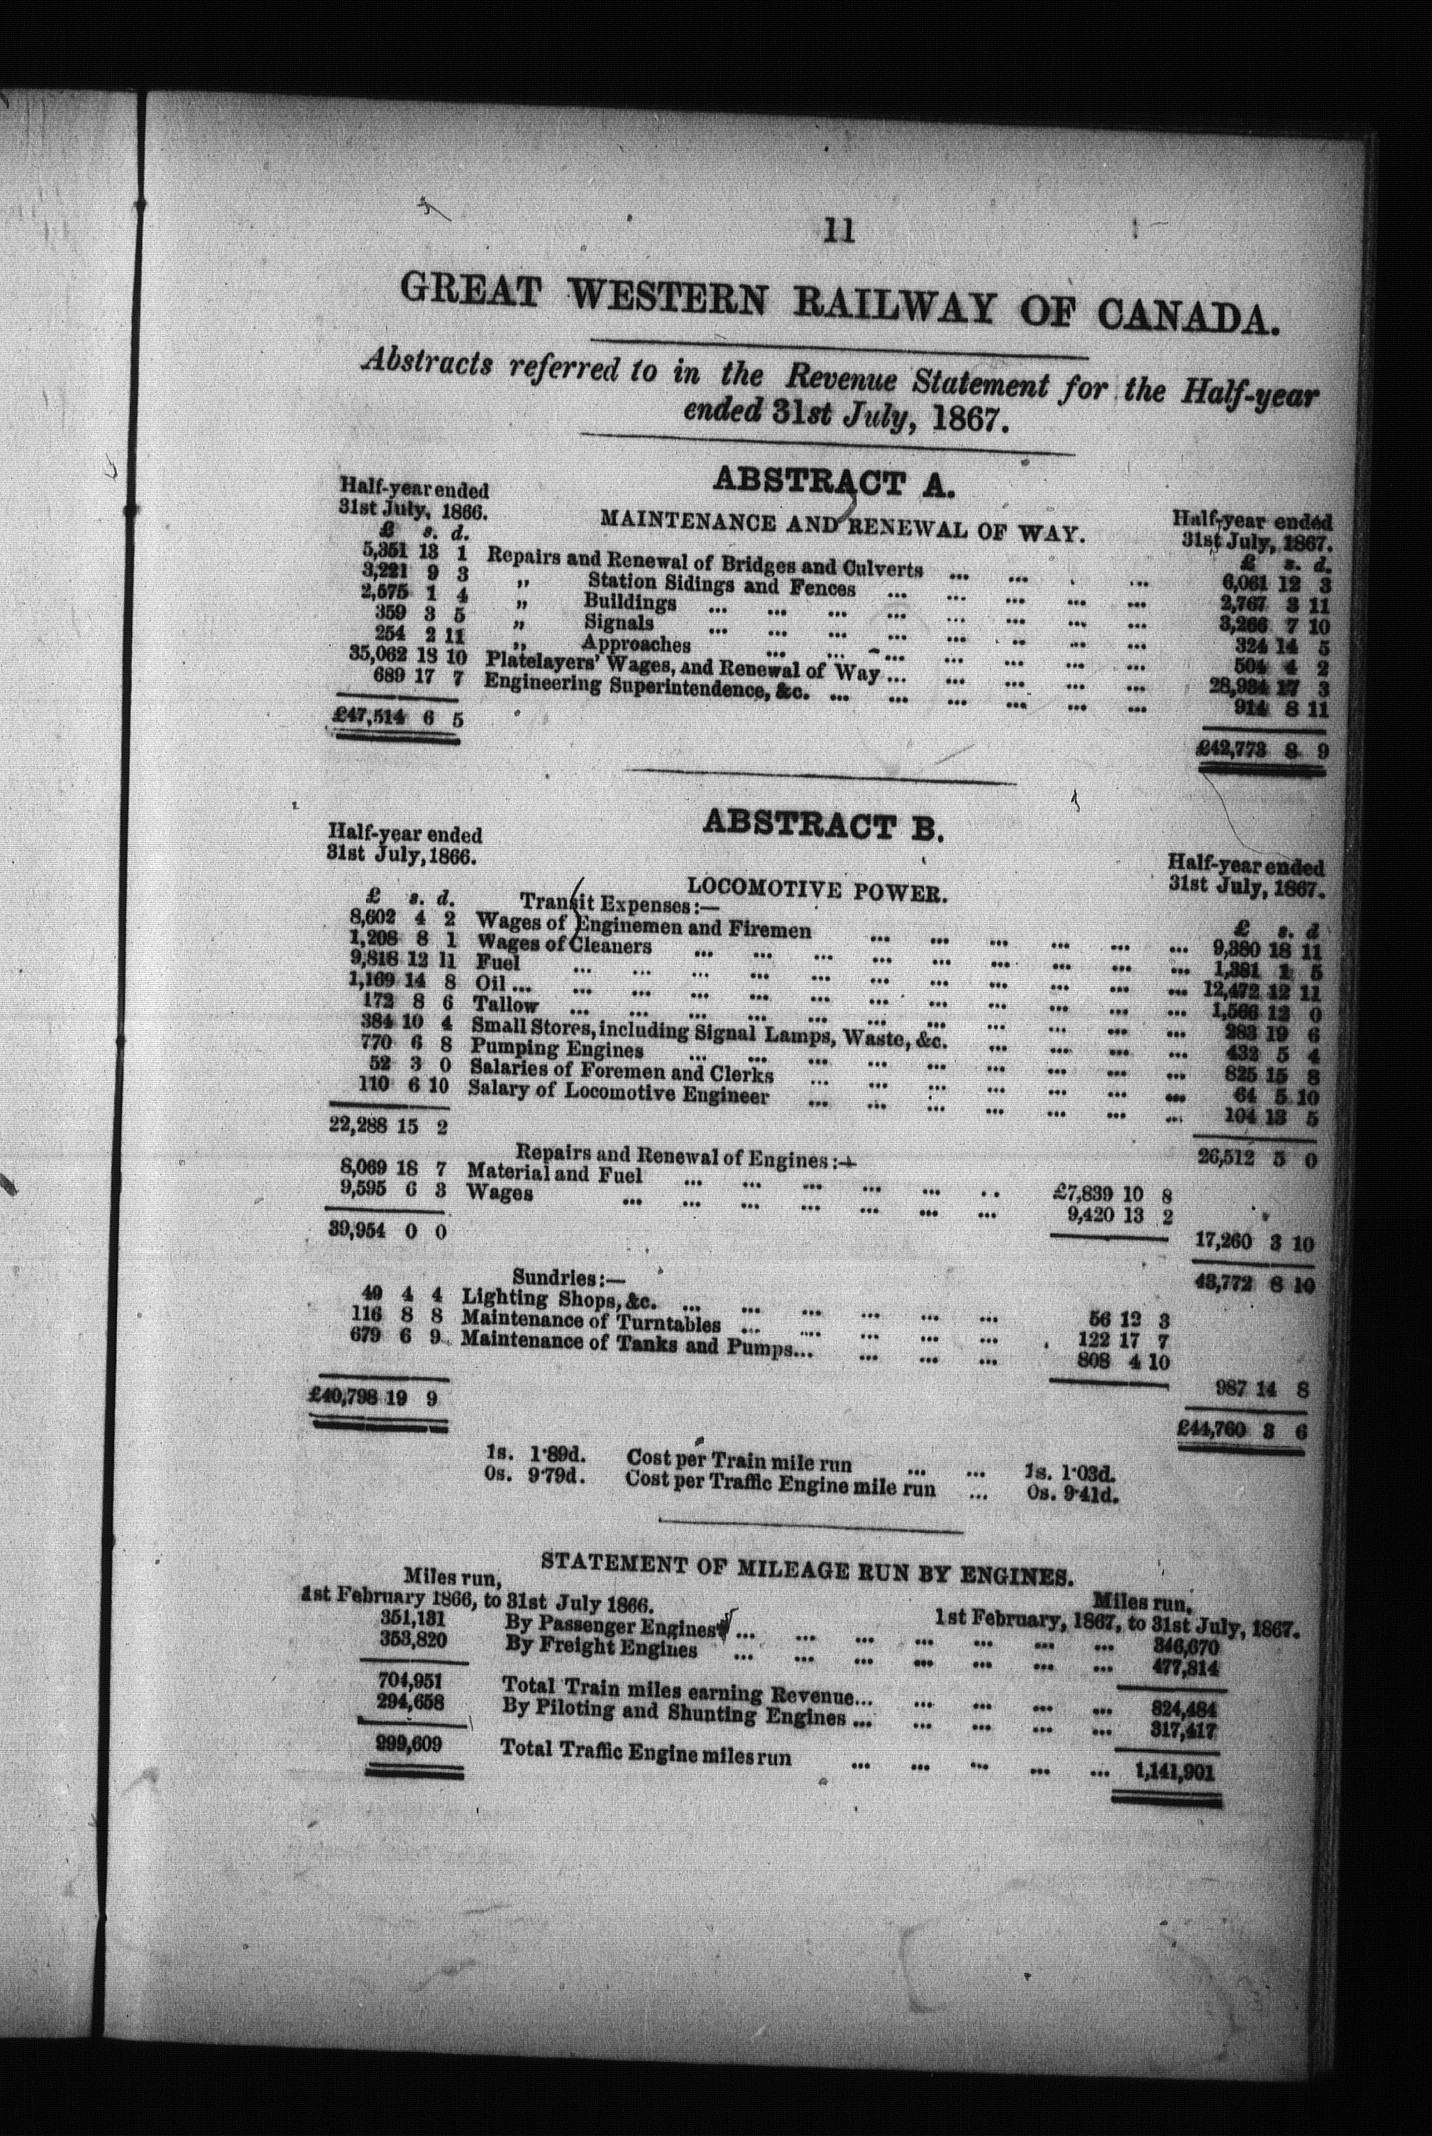 11
GREAT WESTERN RAILWAY OF CANADA.
Abstracts referred to in the Revenue Statement for the Half-year
ended 31st July, 1867.
ABSTRACT A.
Half-year ended
31st July, 1866.
MAINTENANCE AND RENEWAL OF WAY.
Half-year ended
31st July, 1867.
£ s. d. £ s. d.
5,351 13 1 Repairs and Renewal of Bridges and Culverts ... ... . ... 6,061 12 3
3,221 9 3 „ Station Sidings and Fences ... ... ... ... ... 2,767 3 11
2,575 1 4 „ Buildings ... ... ... ... ... ... ... ... 3,266 7 10
359 3 5 „ Signals ... ... ... ... ... ... ... ... 324 14 5
254 2 11 „ Approaches ... ... ... ... ... ... ... 504 4 2
35,062 18 10 Platelayers' Wages, and Renewal of Way ... ... ... ... ... 28,934 17 3
689 17 7 Engineering Superintendence, &c. ... ... ... ... ... ... 914 8 11
£47,514 6 5 £42,773 8 9
ABSTRACT B.
Half-year ended
31st July, 1866.
Half-year ended
31st July, 1867.
LOCOMOTIVE POWER.
£ s. d. Transit Expenses:— £ s. d
8,602 4 2 Wages of Enginemen and Firemen ... ... ... ... ... ... 9,380 18 11
1,208 8 1 Wages of Cleaners ... ... ... ... ... ... ... ... ... 1,381 1 5
9,818 12 11 Fuel ... ... ... ... ... ... ... ... ... ... ... 12,472 12 11
1,169 14 8 Oil ... ... ... ... ... ... ... ... ... ... ... ... 1,566 12 0
172 8 6 Tallow ... ... ... ... ... ... ... ... ... ... ... 283 19 6
384 10 4 Small Stores, including Signal Lamps, Waste, &c. ... ... ... ... 432 5 4
770 6 8 Pumping Engines ... ... ... ... ... ... ... ... ... 825 15 8
52 3 0 Salaries of Foremen and Clerks ... ... ... ... ... ... ... 64 5 10
110 6 10 Salary of Locomotive Engineer ... ... ... ... ... ... ... 104 13 5
22,288 15 2 26,512 5 0
Repairs and Renewal of Engines:—
8,069 18 7 Material and Fuel ... ... ... ... ... .. £7,839 10 8
9,595 6 3 Wages ... ... ... ... ... ... ... 9,420 13 2
17,260 3 10
39,954 0 0 43,772 8 10
Sundries:—
49 4 4 Lighting Shops, &c. ... ... ... ... ... ... 56 12 3
116 8 8 Maintenance of Turntables ... ... ... ... ... 122 17 7
679 6 9 Maintenance of Tanks and Pumps... ... ... ... 808 4 10
987 14 8
£40,798 19 9 £44,760 3 6
1s. 1·89d. Cost per Train mile run ... ... 1s. 1·03d.
0s. 9·79d. Cost per Traffic Engine mile run ... 0s. 9·41d.
STATEMENT OF MILEAGE RUN BY ENGINES.
Miles run,
1st February 1866, to 31st July 1866.
Miles run,
1st February, 1867, to 31st July, 1867.
351,131 By Passenger Engines ... ... ... ... ... ... ... 346,670
353,820 By Freight Engines ... ... ... ... ... ... ... 477,814
704,951 Total Train miles earning Revenue... ... ... ... ... 824,484
294,658 By Piloting and Shunting Engines ... ... ... ... ... 317,417
999,609 Total Traffic Engine miles run ... ... ... ... ... 1,141,901